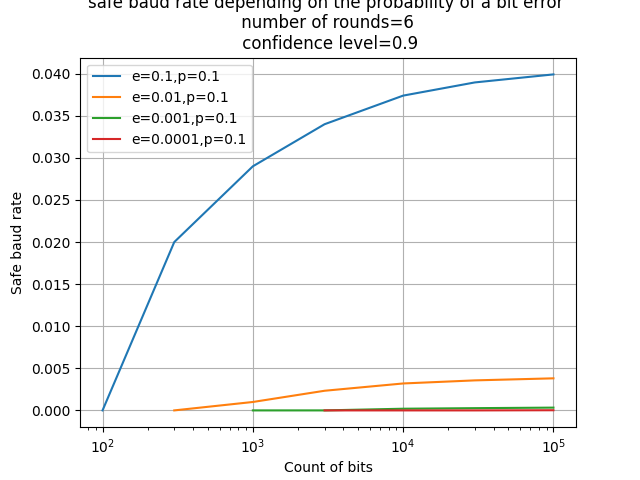 safe baud rate depending on the probability of a bit error
number of rounds=6
confidence level=0.9
e=0.1,p=0.1
e=0.01,p=0.1
e=0.001,p=0.1
e=0.0001,p=0.1
Safe baud rate
0.040
0.035
0.030
0.025
0.020
0.015
0.010
0.005
0.000
10² 10³ 10⁴ 10⁵
Count of bits